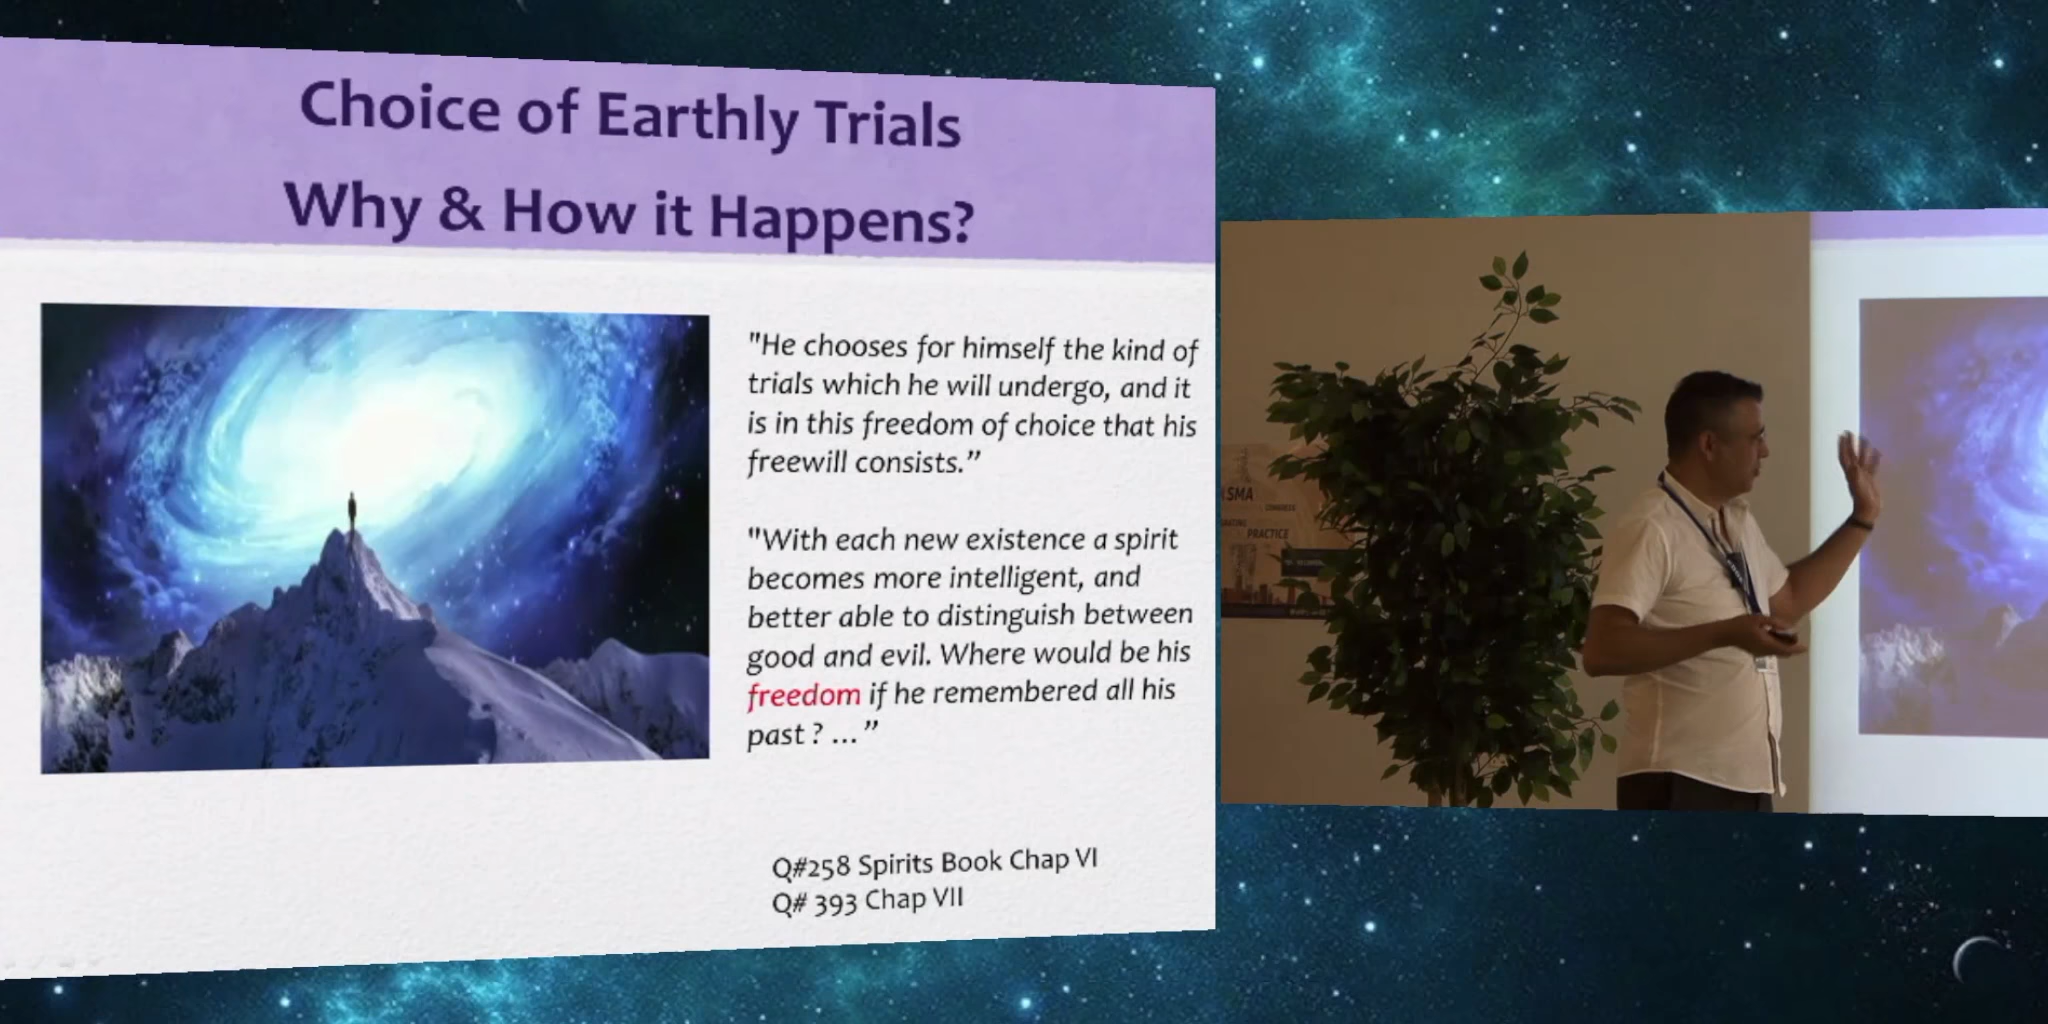 Choice of Earthly Trials
Why & How it Happens?
"He chooses for himself the kind of
trials which he will undergo, and it
is in this freedom of choice that his
freewill consists.”
"With each new existence a spirit
becomes more intelligent, and
better able to distinguish between
good and evil. Where would be his
freedom if he remembered all his
past ? ... ”
Q#258 Spirits Book Chap VI
Q# 393 Chap VII
SMA
CONGRESS
PRACTICE